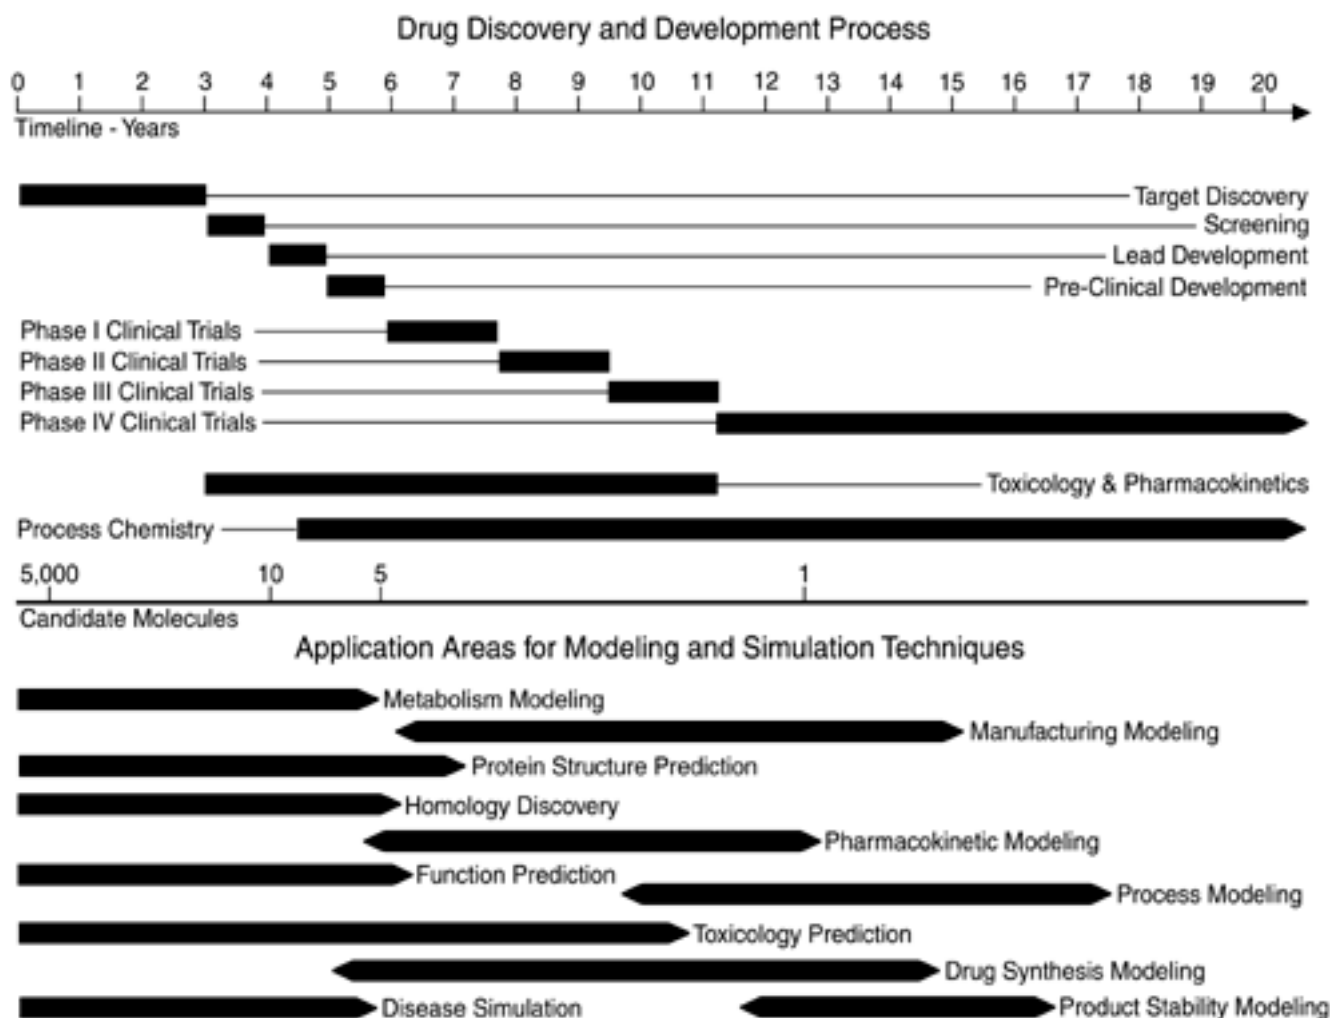 Drug Discovery and Development Process
0 1 2 3 4 5 6 7 8 9 10 11 12 13 14 15 16 17 18 19 20
Timeline - Years
Target Discovery
Screening
Lead Development
Pre-Clinical Development
Phase I Clinical Trials
Phase II Clinical Trials
Phase III Clinical Trials
Phase IV Clinical Trials
Toxicology & Pharmacokinetics
Process Chemistry
5,000 10 5 1
Candidate Molecules
Application Areas for Modeling and Simulation Techniques
Metabolism Modeling
Manufacturing Modeling
Protein Structure Prediction
Homology Discovery
Pharmacokinetic Modeling
Function Prediction
Process Modeling
Toxicology Prediction
Drug Synthesis Modeling
Disease Simulation Product Stability Modeling